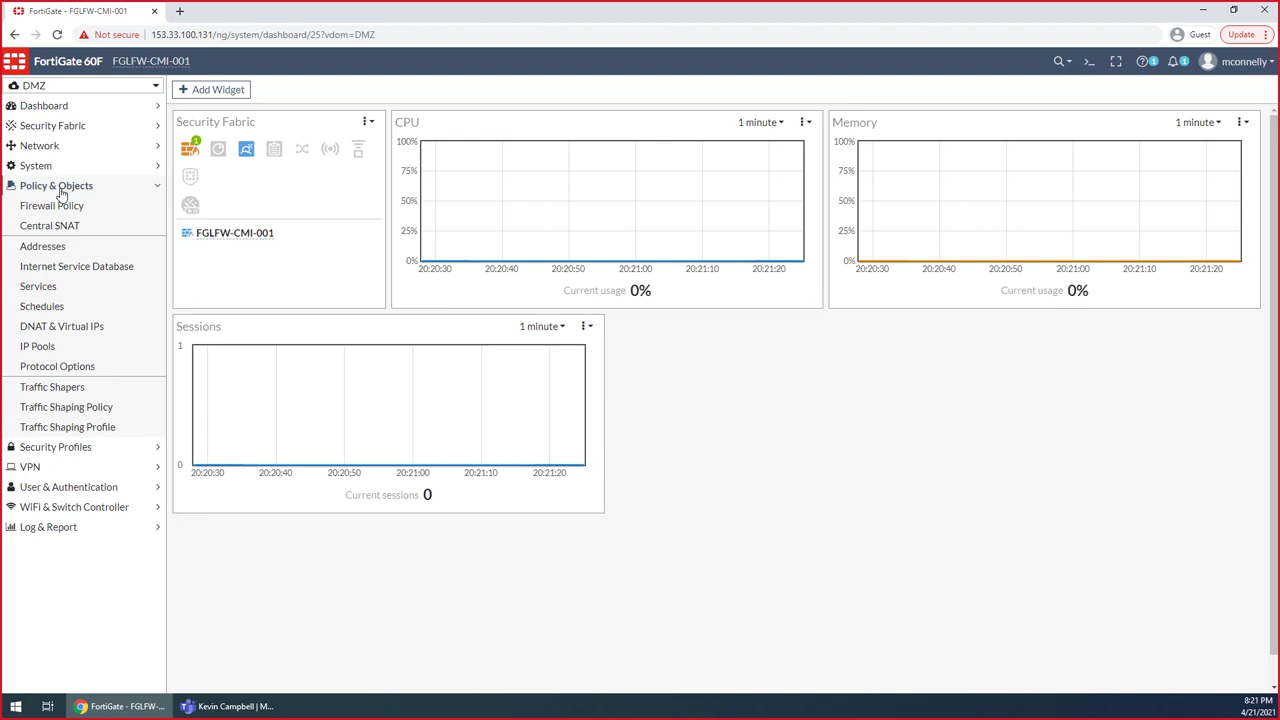 FortiGate - FGLFW-CMI-001
Not secure
153.33.100.131/ng/system/dashboard/25?vdom=DMZ
Guest
Update
FortiGate 60F
FGLFW-CMI-001
1
1
mconnelly
DMZ
Add Widget
Dashboard
Security Fabric
Network
System
Policy & Objects
Firewall Policy
Central SNAT
Addresses
Internet Service Database
Services
Schedules
DNAT & Virtual IPs
IP Pools
Protocol Options
Traffic Shapers
Traffic Shaping Policy
Traffic Shaping Profile
Security Profiles
VPN
User & Authentication
WiFi & Switch Controller
Log & Report
Security Fabric
1
FGLFW-CMI-001
CPU
1 minute
100%
75%
50%
25%
0%
20:20:30 20:20:40 20:20:50 20:21:00 20:21:10 20:21:20
Current usage 0%
Memory
1 minute
100%
75%
50%
25%
0%
20:20:30 20:20:40 20:20:50 20:21:00 20:21:10 20:21:20
Current usage 0%
Sessions
1 minute
1
0
20:20:30 20:20:40 20:20:50 20:21:00 20:21:10 20:21:20
Current sessions 0
FortiGate - FGLFW-...
Kevin Campbell | M...
8:21 PM
4/21/2021